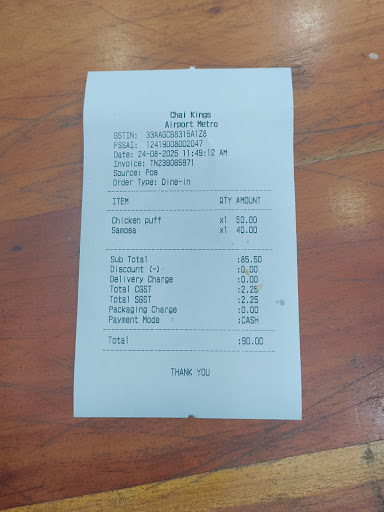 Chai Kings
Airport Metro
GSTIN: 33AAGCB8315A1Z8
FSSAI: 12419008002047
Date: 24-08-2025 11:49:12 AM
Invoice: TN239085971
Source: Pos
Order Type: Dine-in
ITEM QTY AMOUNT
Chicken puff x1 50.00
Samosa x1 40.00
Sub Total :85.50
Discount (-) :0.00
Delivery Charge :0.00
Total CGST :2.25
Total SGST :2.25
Packaging Charge :0.00
Payment Mode :CASH
Total :90.00
THANK YOU